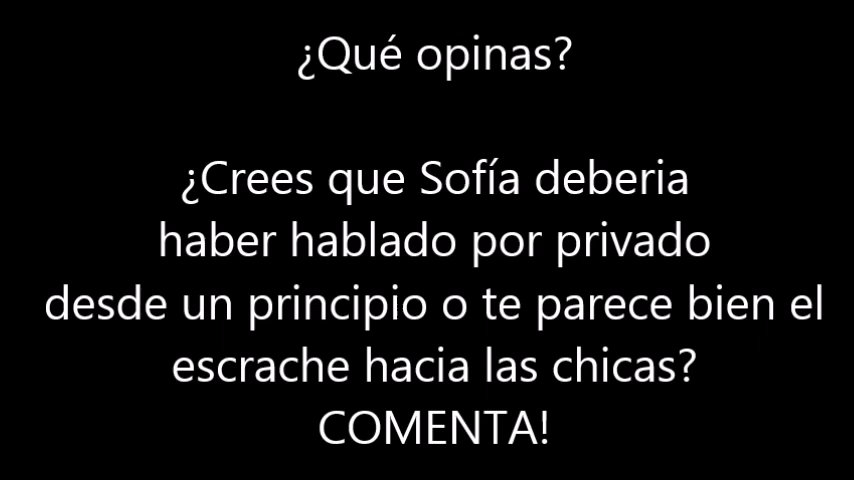 ¿Qué opinas?
¿Crees que Sofía deberia
haber hablado por privado
desde un principio o te parece bien el
escrache hacia las chicas?
COMENTA!